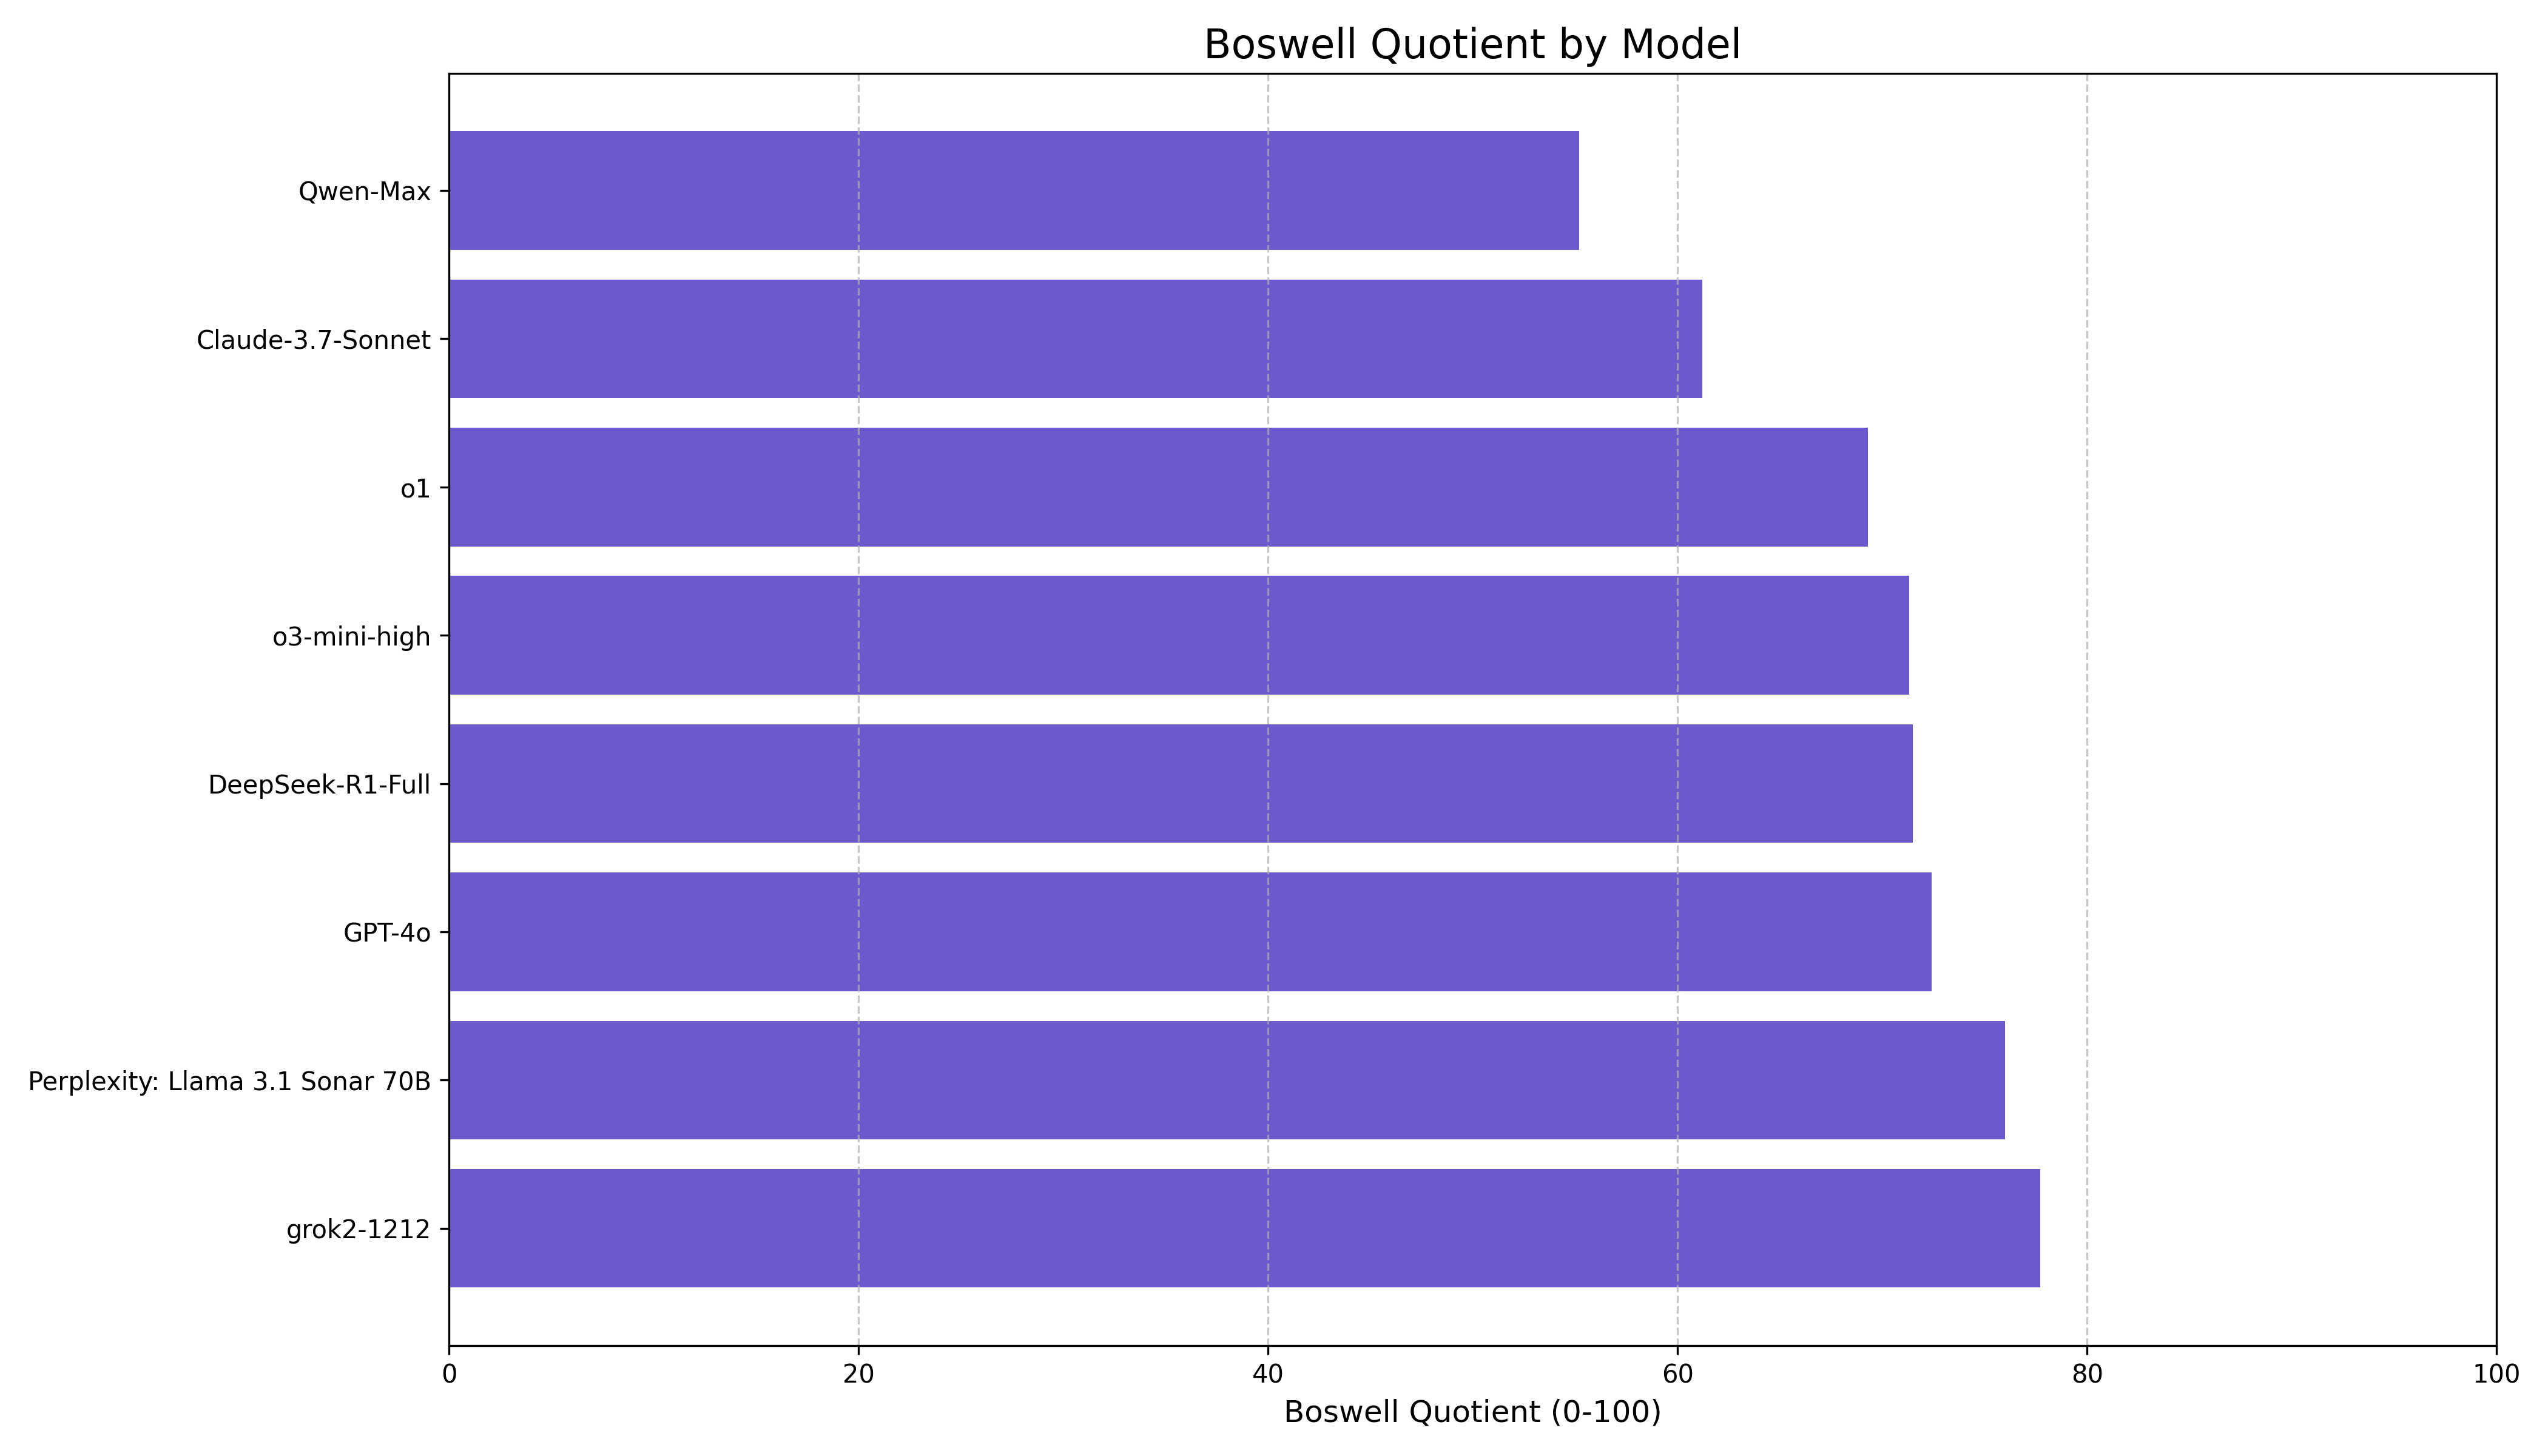 Boswell Quotient by Model
Qwen-Max
Claude-3.7-Sonnet
o1
o3-mini-high
DeepSeek-R1-Full
GPT-4o
Perplexity: Llama 3.1 Sonar 70B
grok2-1212
0 20 40 60 80 100
Boswell Quotient (0-100)